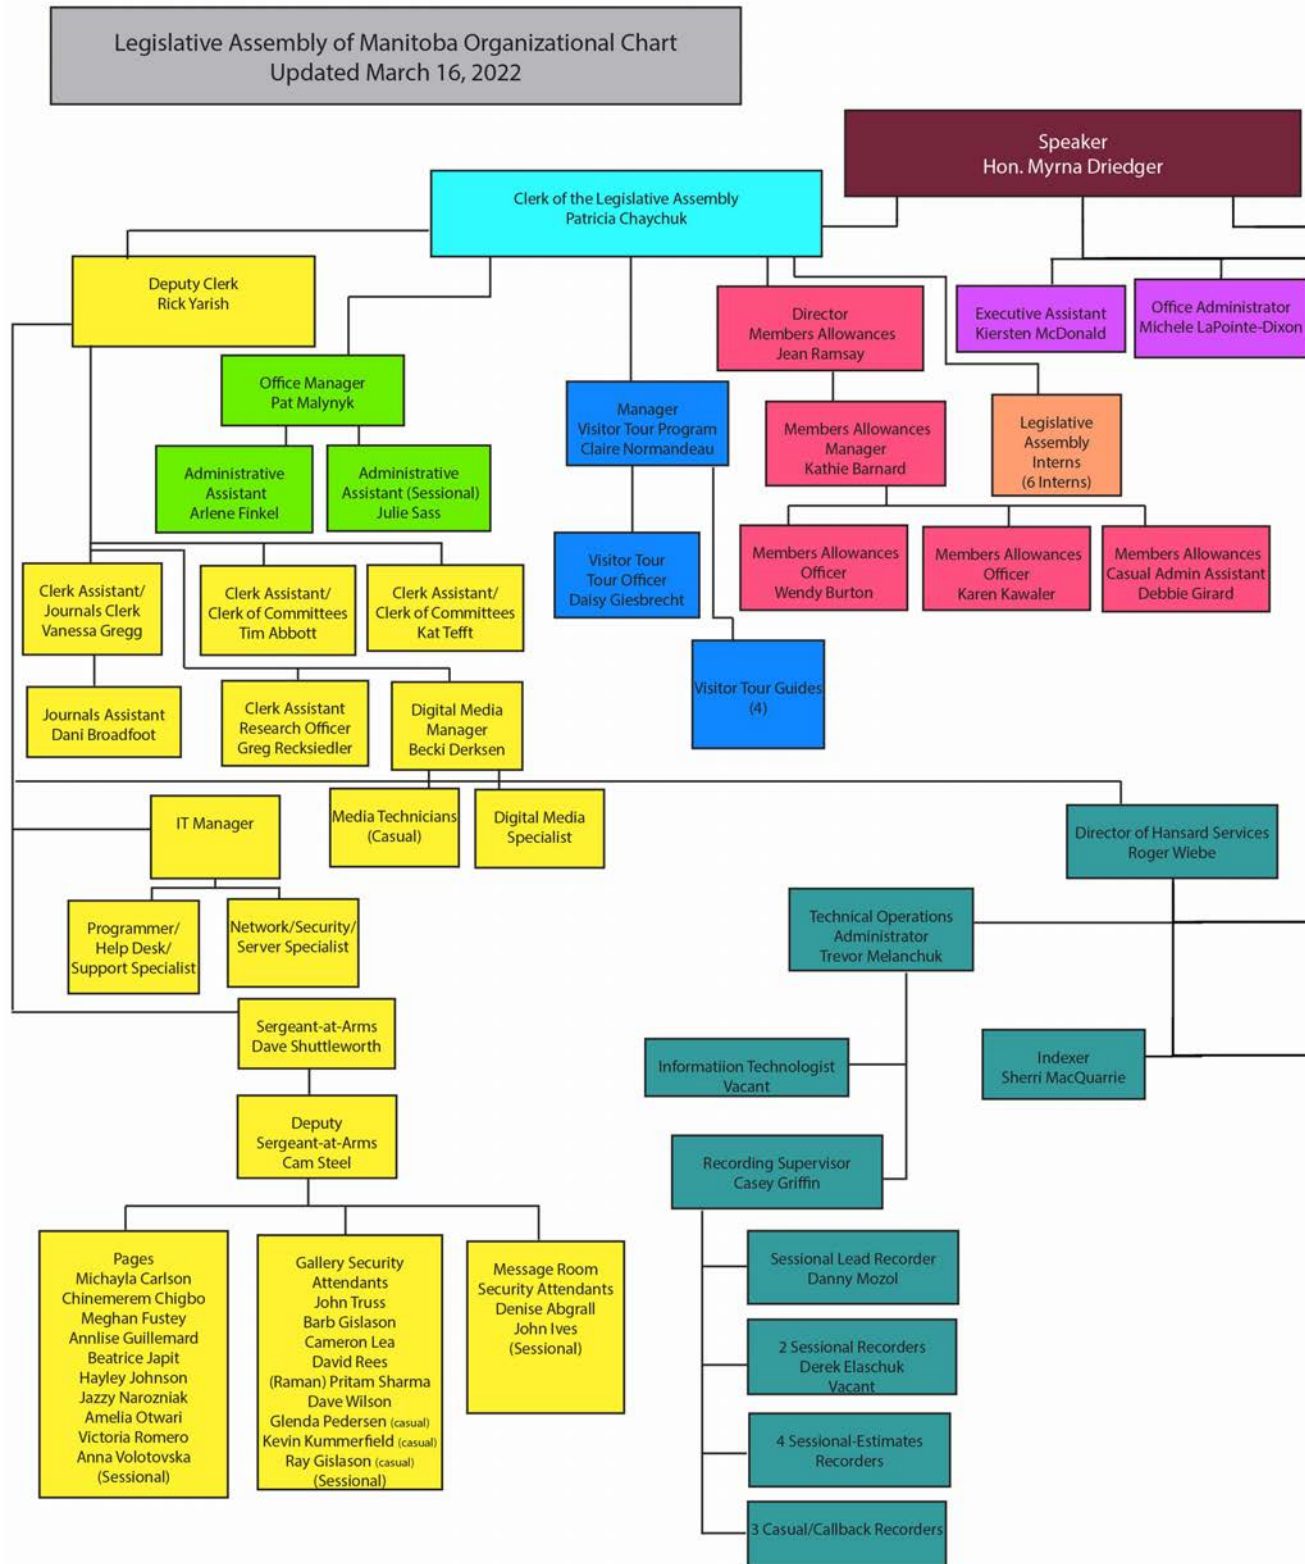 Legislative Assembly of Manitoba Organizational Chart
Updated March 16, 2022
Speaker
Hon. Myrna Driedger
Clerk of the Legislative Assembly
Patricia Chaychuk
Deputy Clerk
Rick Yarish
Director
Members Allowances
Jean Ramsay
Executive Assistant
Kiersten McDonald
Office Administrator
Michele LaPointe-Dixon
Office Manager
Pat Malynyk
Manager
Visitor Tour Program
Claire Normandeau
Members Allowances
Manager
Kathie Barnard
Legislative
Assembly
Interns
(6 Interns)
Administrative
Assistant
Arlene Finkel
Administrative
Assistant (Sessional)
Julie Sass
Visitor Tour
Tour Officer
Daisy Giesbrecht
Members Allowances
Officer
Wendy Burton
Members Allowances
Officer
Karen Kawaler
Members Allowances
Casual Admin Assistant
Debbie Girard
Clerk Assistant/
Journals Clerk
Vanessa Gregg
Clerk Assistant/
Clerk of Committees
Tim Abbott
Clerk Assistant/
Clerk of Committees
Kat Tefft
Visitor Tour Guides
(4)
Journals Assistant
Dani Broadfoot
Clerk Assistant
Research Officer
Greg Recksiedler
Digital Media
Manager
Becki Derksen
IT Manager
Media Technicians
(Casual)
Digital Media
Specialist
Director of Hansard Services
Roger Wiebe
Programmer/
Help Desk/
Support Specialist
Network/Security/
Server Specialist
Technical Operations
Administrator
Trevor Melanchuk
Sergeant-at-Arms
Dave Shuttleworth
Informatiion Technologist
Vacant
Indexer
Sherri MacQuarrie
Deputy
Sergeant-at-Arms
Cam Steel
Recording Supervisor
Casey Griffin
Pages
Michayla Carlson
Chinemerem Chigbo
Meghan Fustey
Annlise Guillemard
Beatrice Japit
Hayley Johnson
Jazzy Narozniak
Amelia Otwari
Victoria Romero
Anna Volotovska
(Sessional)
Gallery Security
Attendants
John Truss
Barb Gislason
Cameron Lea
David Rees
(Raman) Pritam Sharma
Dave Wilson
Glenda Pedersen (casual)
Kevin Kummerfield (casual)
Ray Gislason (casual)
(Sessional)
Message Room
Security Attendants
Denise Abgrall
John Ives
(Sessional)
Sessional Lead Recorder
Danny Mozol
2 Sessional Recorders
Derek Elaschuk
Vacant
4 Sessional-Estimates
Recorders
3 Casual/Callback Recorders